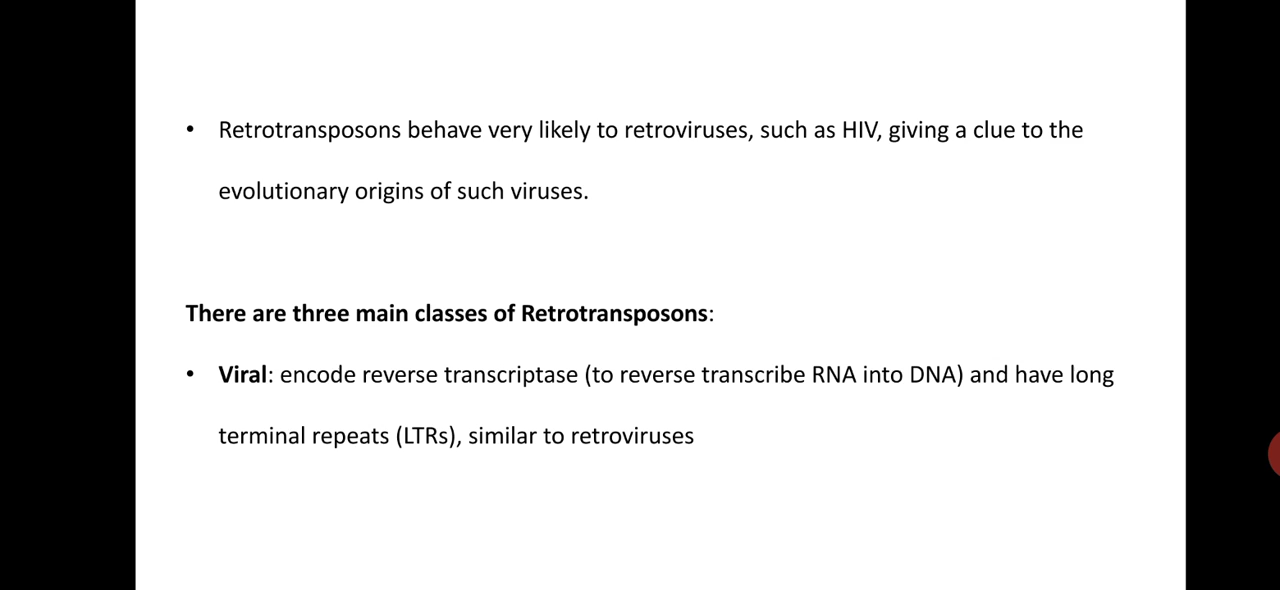 • Retrotransposons behave very likely to retroviruses, such as HIV, giving a clue to the
evolutionary origins of such viruses.
There are three main classes of Retrotransposons:
• Viral: encode reverse transcriptase (to reverse transcribe RNA into DNA) and have long
terminal repeats (LTRs), similar to retroviruses